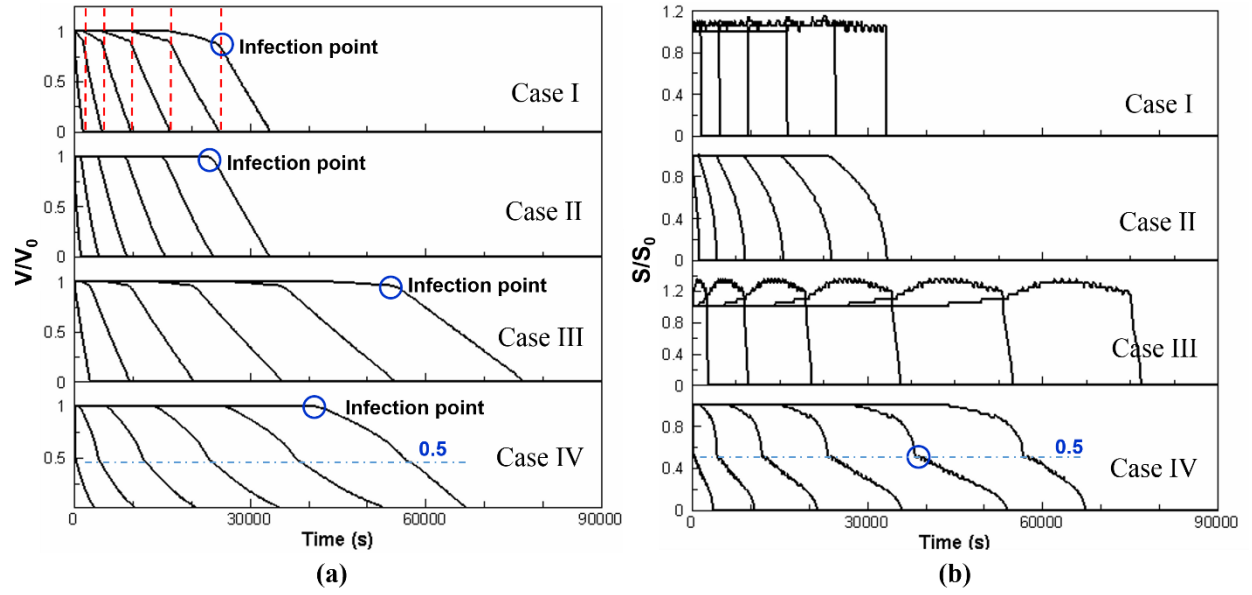 V/V0
1
0.5
0
Infection point
Case I
1
0.5
0
Infection point
Case II
1
0.5
0
Infection point
Case III
1
0.5
0
Infection point
0.5
Case IV
0
30000
60000
90000
Time (s)
(a)
S/S0
1.2
0.8
0.4
0
Case I
0.8
0.4
0
Case II
1.2
0.8
0.4
0
Case III
0.8
0.4
0
0.5
Case IV
0
30000
60000
90000
Time (s)
(b)